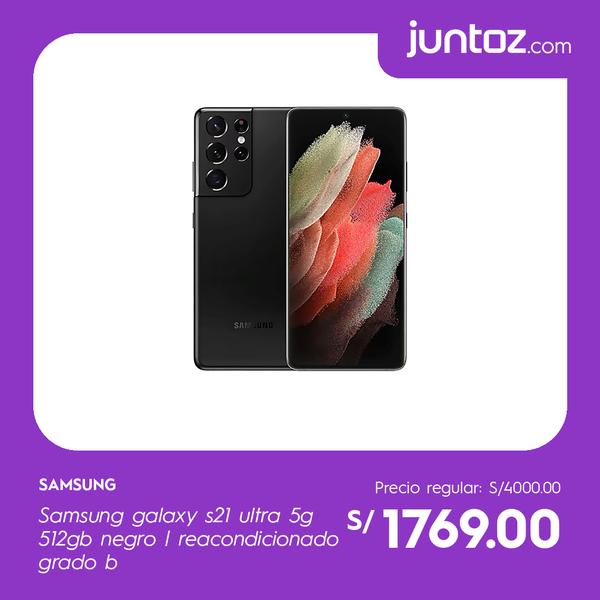 juntoz.com
SAMSUNG
SAMSUNG
Precio regular: S/4000.00
Samsung galaxy s21 ultra 5g
512gb negro | reacondicionado
grado b
S/ 1769.00